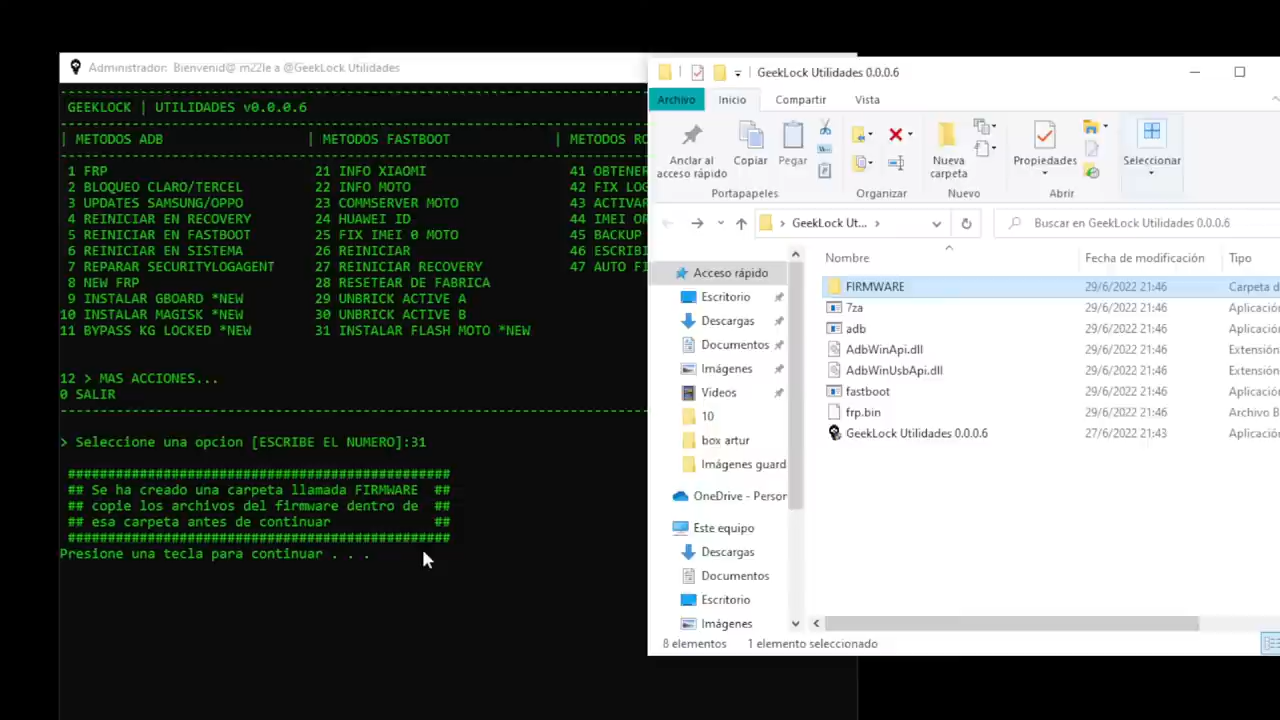 Administrador: Bienvenid@ m22le a @GeekLock Utilidades
GEEKLOCK | UTILIDADES v0.0.0.6
| METODOS ADB | METODOS FASTBOOT | METODOS RO
1 FRP 21 INFO XIAOMI 41 OBTENER
2 BLOQUEO CLARO/TERCEL 22 INFO MOTO 42 FIX LOG
3 UPDATES SAMSUNG/OPPO 23 COMMSERVER MOTO 43 ACTIVAR
4 REINICIAR EN RECOVERY 24 HUAWEI ID 44 IMEI OR
5 REINICIAR EN FASTBOOT 25 FIX IMEI 0 MOTO 45 BACKUP
6 REINICIAR EN SISTEMA 26 REINICIAR 46 ESCRIBI
7 REPARAR SECURITYLOGAGENT 27 REINICIAR RECOVERY 47 AUTO FI
8 NEW FRP 28 RESETEAR DE FABRICA
9 INSTALAR GBOARD *NEW 29 UNBRICK ACTIVE A
10 INSTALAR MAGISK *NEW 30 UNBRICK ACTIVE B
11 BYPASS KG LOCKED *NEW 31 INSTALAR FLASH MOTO *NEW
12 > MAS ACCIONES...
0 SALIR
> Seleccione una opcion [ESCRIBE EL NUMERO]:31
################################################
## Se ha creado una carpeta llamada FIRMWARE ##
## copie los archivos del firmware dentro de ##
## esa carpeta antes de continuar ##
################################################
Presione una tecla para continuar . . .
GeekLock Utilidades 0.0.0.6
Archivo Inicio Compartir Vista
Anclar al acceso rápido
Copiar
Pegar
Nueva carpeta
Propiedades
Seleccionar
Portapapeles Organizar Nuevo Abrir
GeekLock Ut... Buscar en GeekLock Utilidades 0.0.0.6
Nombre Fecha de modificación Tipo
FIRMWARE 29/6/2022 21:46 Carpeta d
7za 29/6/2022 21:46 Aplicació
adb 29/6/2022 21:46 Aplicació
AdbWinApi.dll 29/6/2022 21:46 Extensión
AdbWinUsbApi.dll 29/6/2022 21:46 Extensión
fastboot 29/6/2022 21:46 Aplicació
frp.bin 29/6/2022 21:46 Archivo B
GeekLock Utilidades 0.0.0.6 27/6/2022 21:43 Aplicació
Acceso rápido
Escritorio
Descargas
Documentos
Imágenes
Videos
10
box artur
Imágenes guard
OneDrive - Person
Este equipo
Descargas
Documentos
Escritorio
Imágenes
8 elementos 1 elemento seleccionado